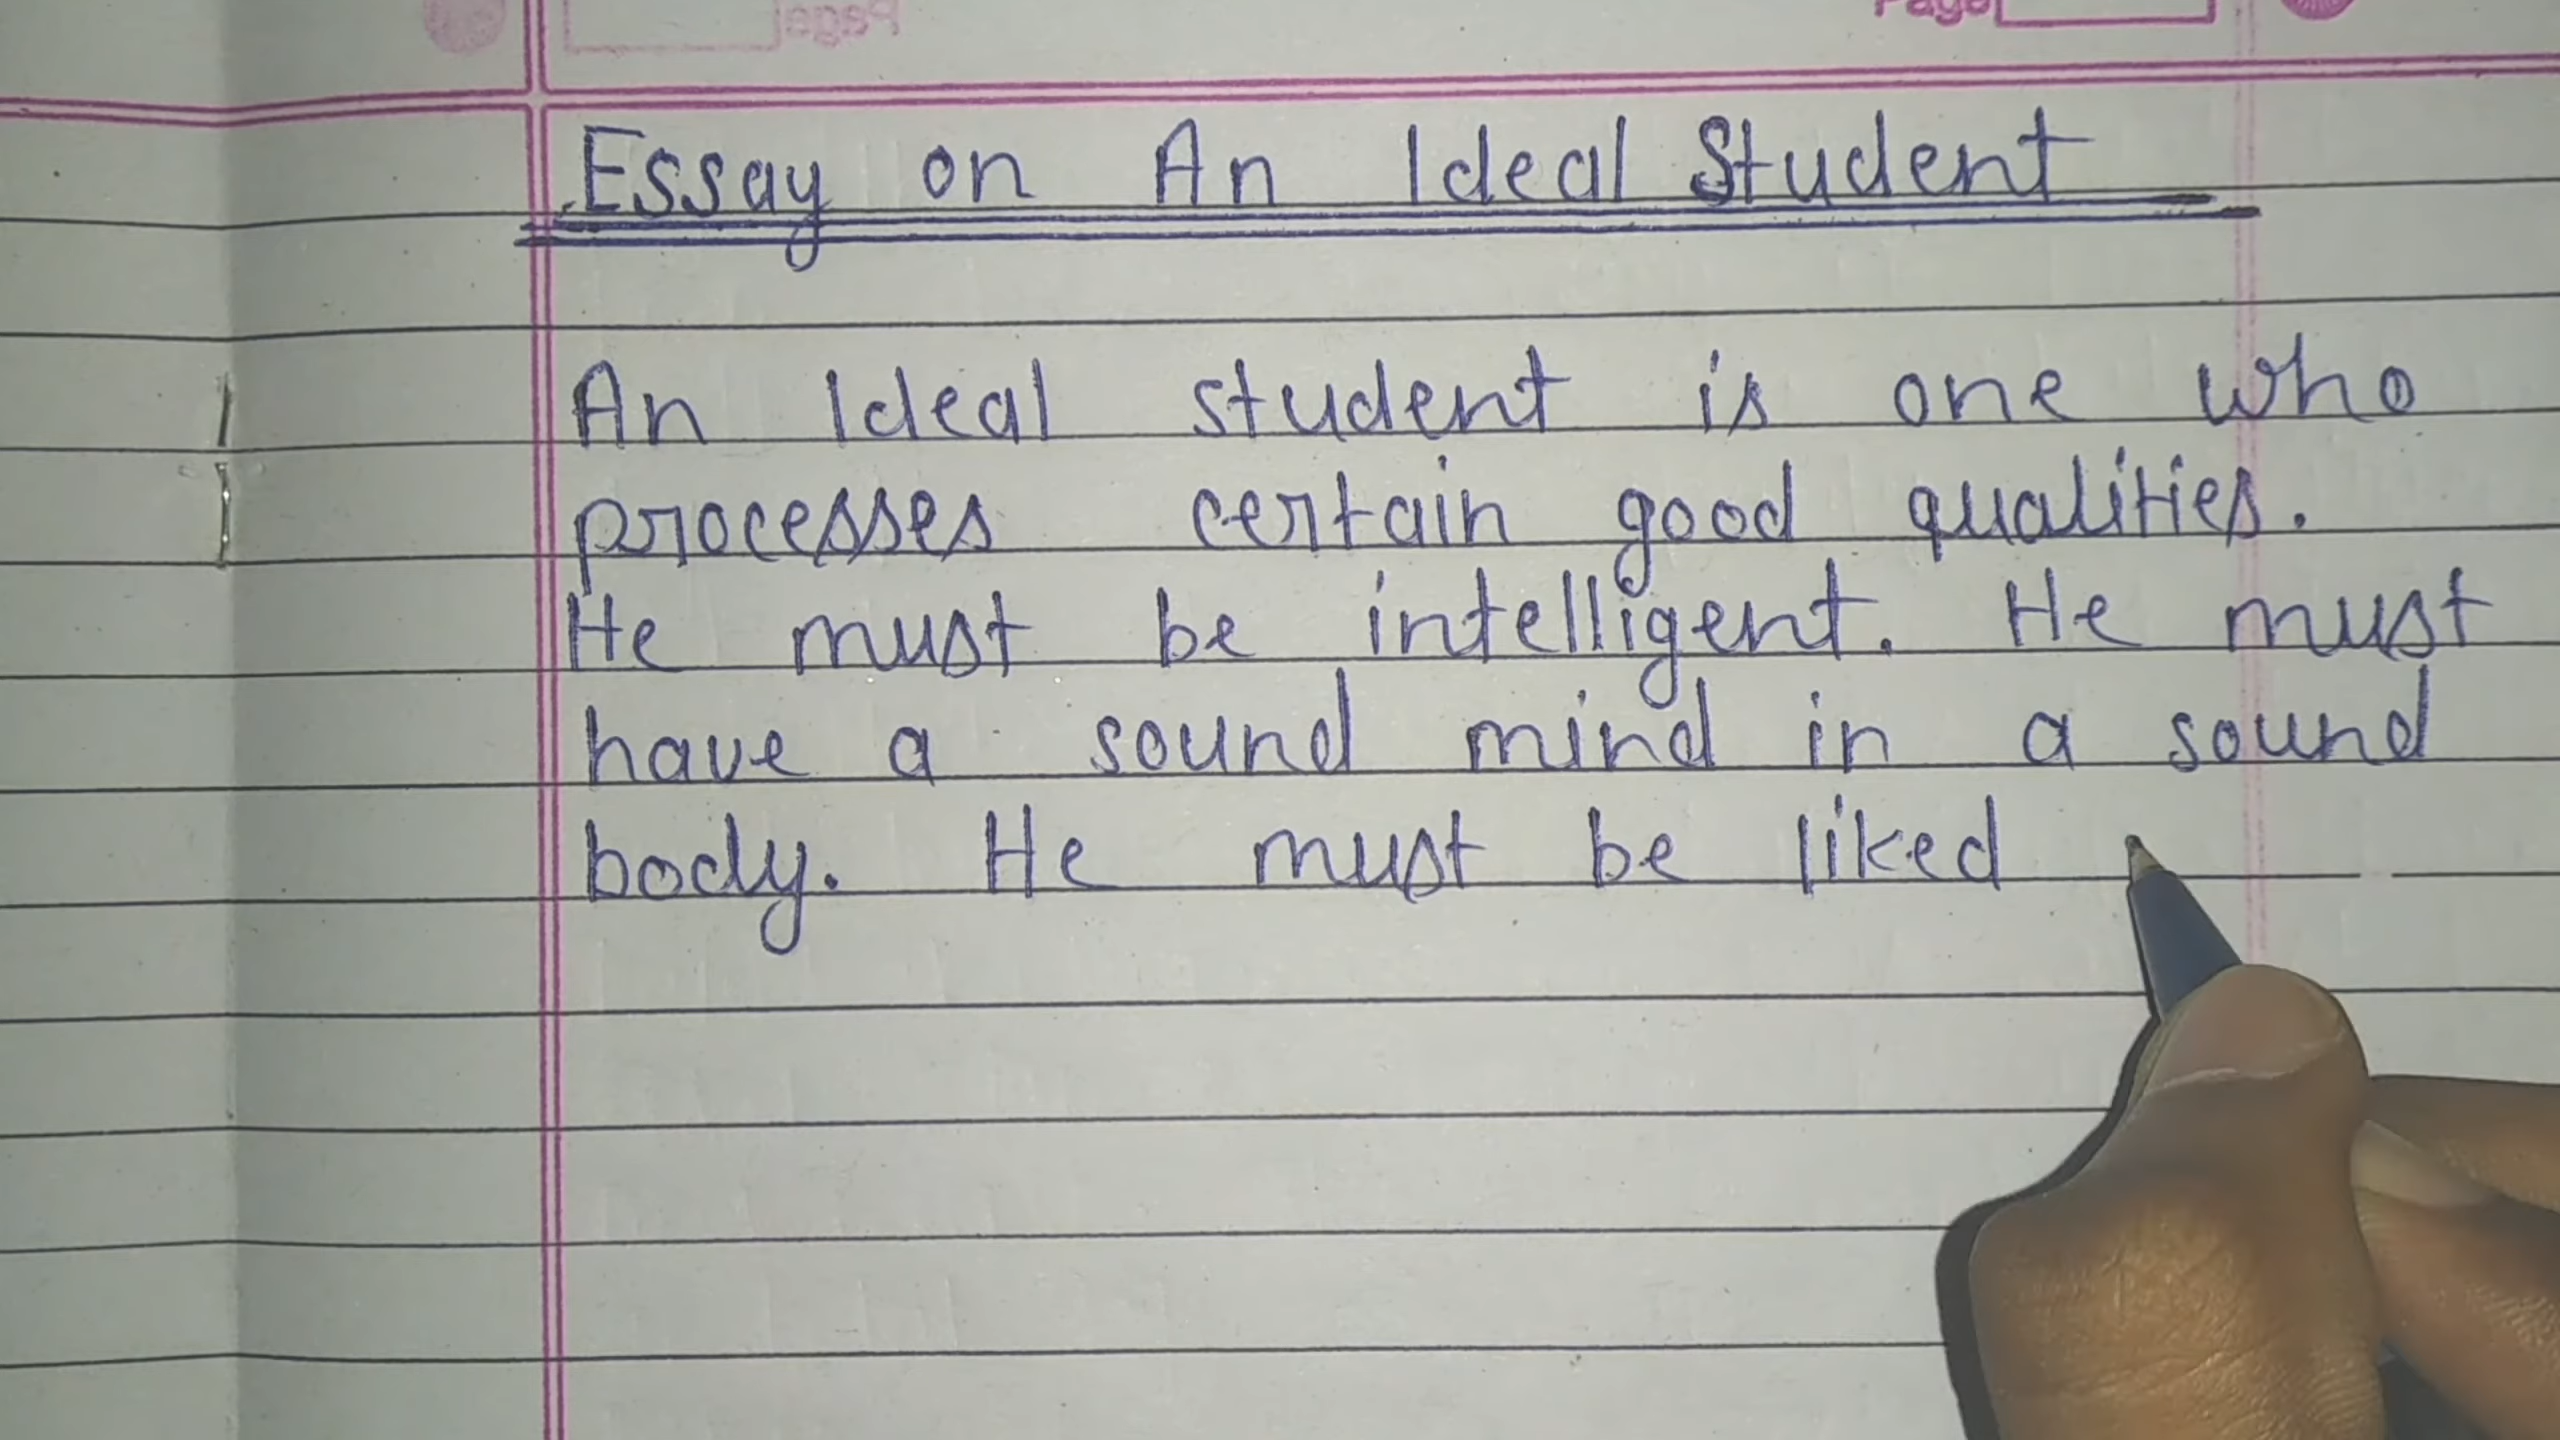 Page
Essay on An Ideal Student
An Ideal student is one who
processes certain good qualities.
He must be intelligent. He must
have a sound mind in a sound
body. He must be liked